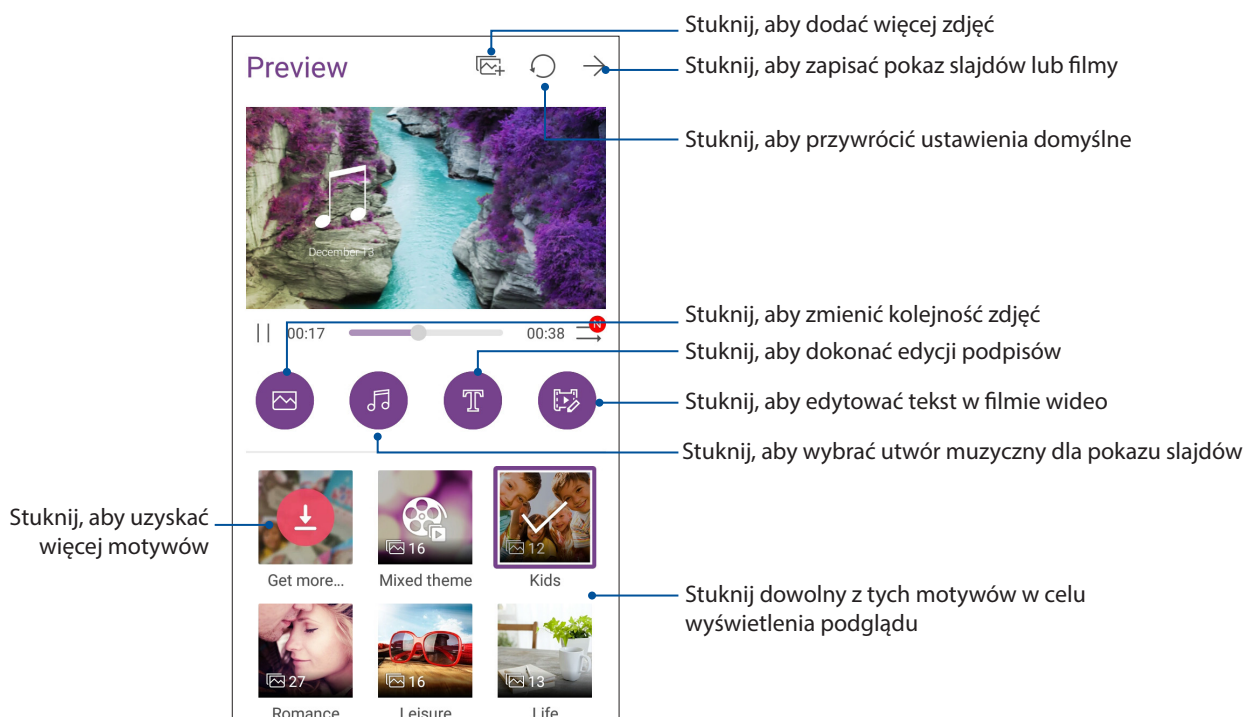 Stuknij, aby dodać więcej zdjęć
Preview
Stuknij, aby zapisać pokaz slajdów lub filmy
Stuknij, aby przywrócić ustawienia domyślne
December 13
Stuknij, aby zmienić kolejność zdjęć
00:17
00:38
N
Stuknij, aby dokonać edycji podpisów
T
Stuknij, aby edytować tekst w filmie wideo
Stuknij, aby wybrać utwór muzyczny dla pokazu slajdów
Stuknij, aby uzyskać
więcej motywów
16
12
Get more...
Mixed theme
Kids
Stuknij dowolny z tych motywów w celu
wyświetlenia podglądu
27
16
13
Romance
Leisure
Life